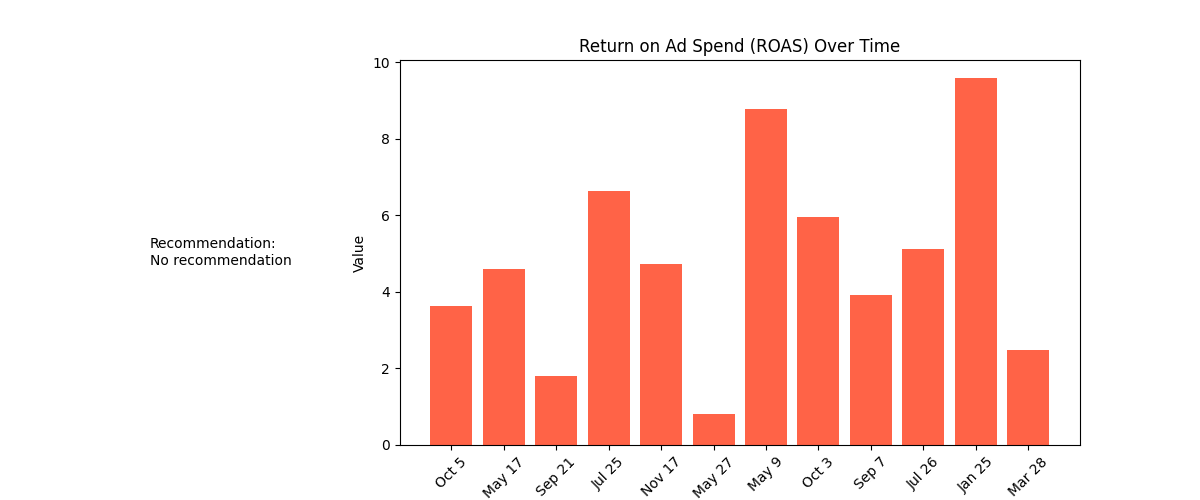 Return on Ad Spend (ROAS) Over Time
Recommendation:
No recommendation
Value
10
8
6
4
2
0
Oct 5
May 17
Sep 21
Jul 25
Nov 17
May 27
May 9
Oct 3
Sep 7
Jul 26
Jan 25
Mar 28